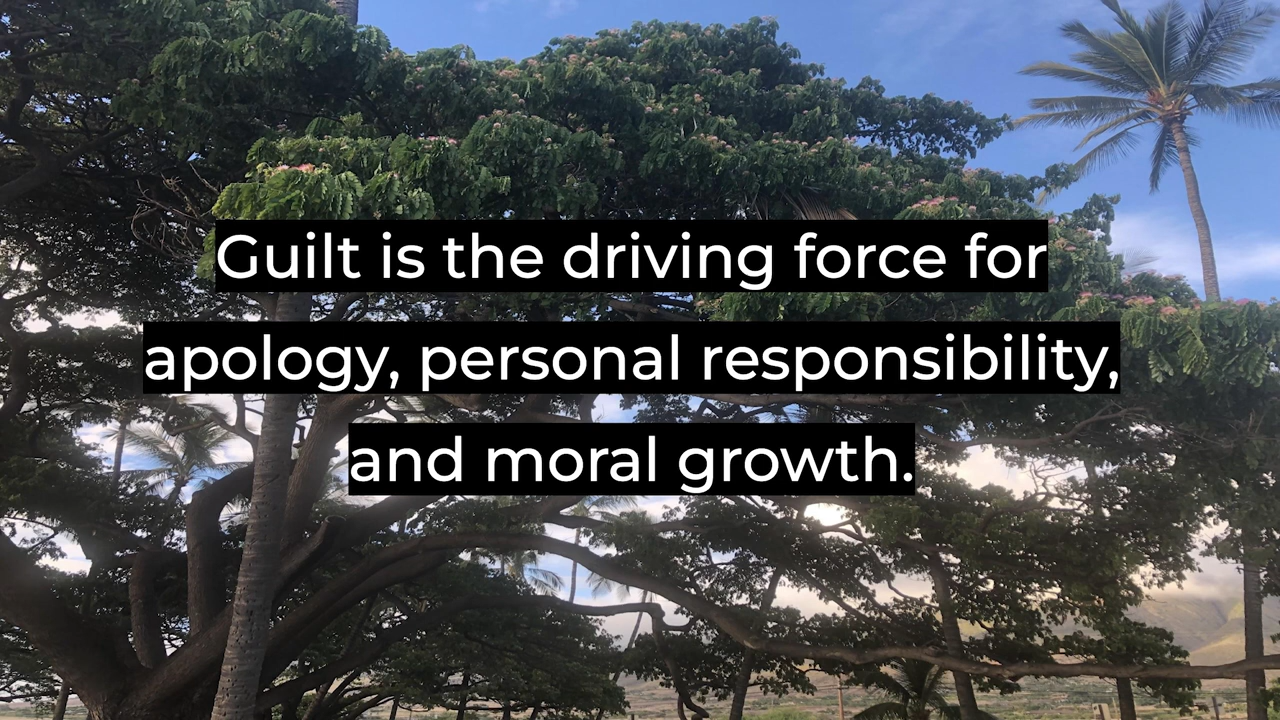 Guilt is the driving force for
apology, personal responsibility,
and moral growth.